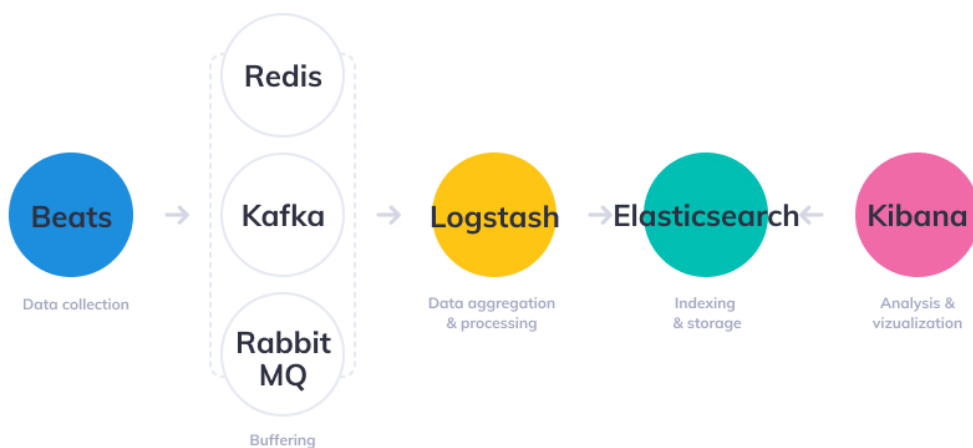 Redis
Kafka
Rabbit
MQ
Buffering
Beats
Data collection
Logstash
Data aggregation
& processing
Elasticsearch
Indexing
& storage
Kibana
Analysis &
vizualization